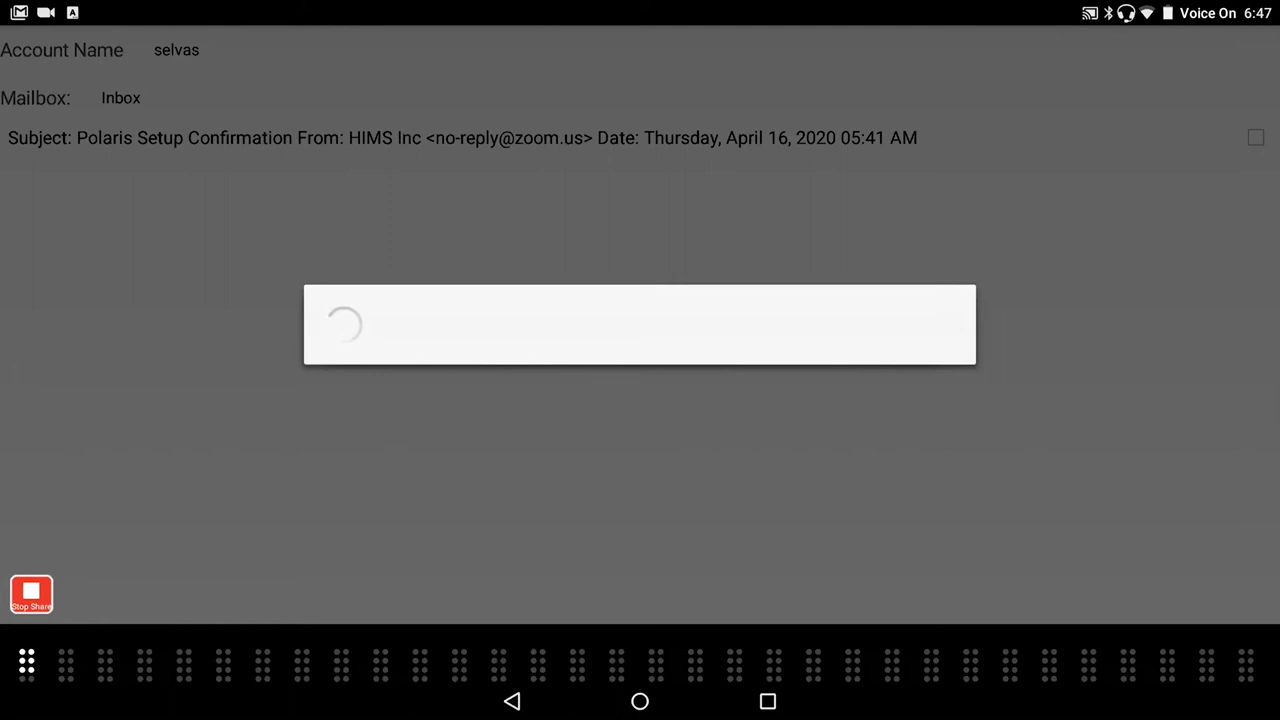 Voice On 6:47
Account Name selvas
Mailbox: Inbox
Subject: Polaris Setup Confirmation From: HIMS Inc <no-reply@zoom.us> Date: Thursday, April 16, 2020 05:41 AM
Stop Share